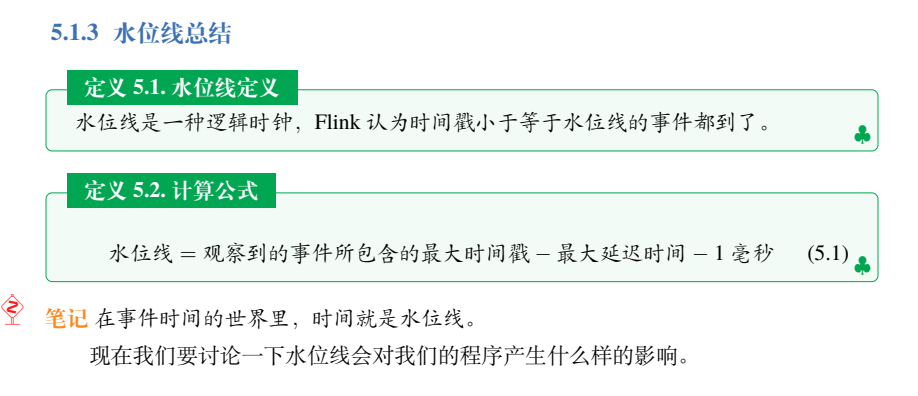 5.1.3 水位线总结
定义 5.1. 水位线定义
水位线是一种逻辑时钟，Flink 认为时间戳小于等于水位线的事件都到了。
定义 5.2. 计算公式
水位线 = 观察到的事件所包含的最大时间戳 − 最大延迟时间 − 1 毫秒 (5.1)
笔记 在事件时间的世界里，时间就是水位线。
现在我们要讨论一下水位线会对我们的程序产生什么样的影响。